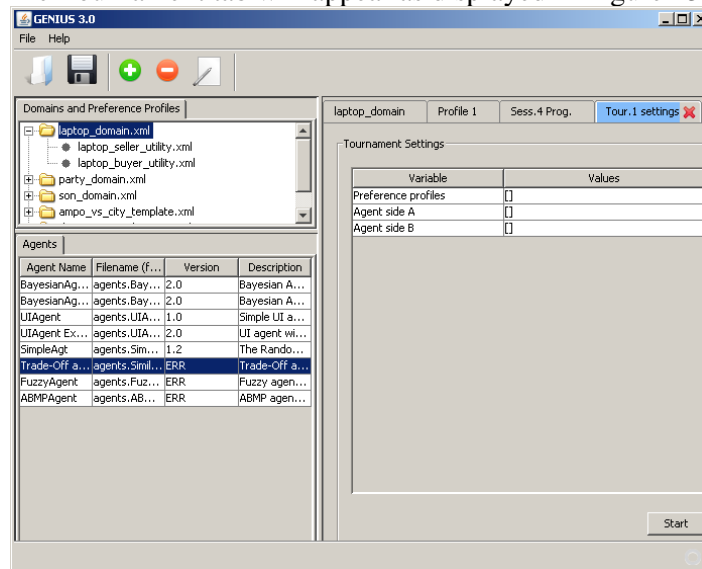 GENIUS 3.0
File Help
Domains and Preference Profiles
laptop_domain.xml
laptop_seller_utility.xml
laptop_buyer_utility.xml
party_domain.xml
son_domain.xml
ampo_vs_city_template.xml
Agents
Agent Name Filename (f... Version Description
BayesianAg... agents.Bay... 2.0 Bayesian A...
BayesianAg... agents.Bay... 2.0 Bayesian A...
UIAgent agents.UIA... 1.0 Simple UI a...
UIAgent Ex... agents.UIA... 2.0 UI agent wi...
SimpleAgt agents.Sim... 1.2 The Rando...
Trade-Off a... agents.Simil... ERR Trade-Off a...
FuzzyAgent agents.Fuz... ERR Fuzzy agen...
ABMPAgent agents.AB... ERR ABMP agen...
laptop_domain Profile 1 Sess.4 Prog. Tour.1 settings
Tournament Settings
Variable Values
Preference profiles []
Agent side A []
Agent side B []
Start